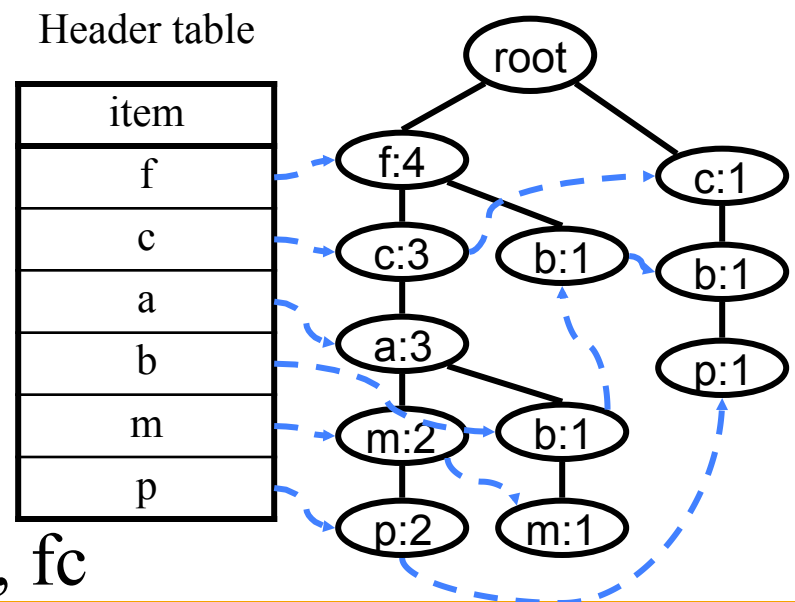 Header table
item
f
c
a
b
m
p
root
f:4
c:1
c:3
b:1
b:1
a:3
p:1
m:2
b:1
p:2
m:1
, fc